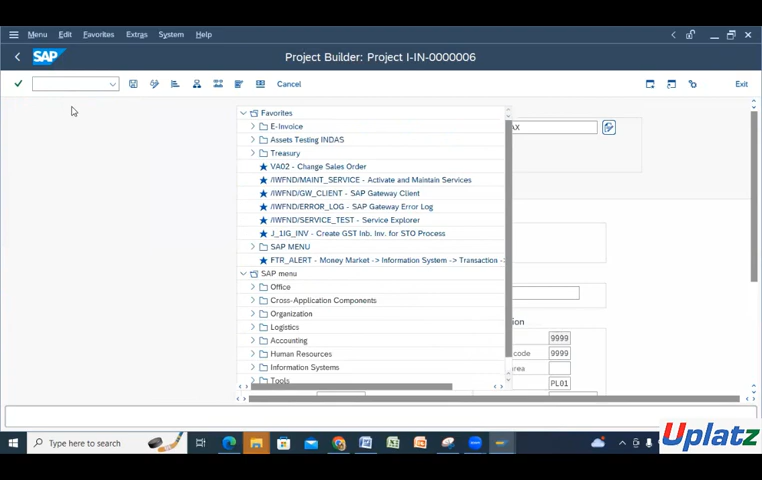 Menu Edit Favorites Extras System Help
SAP Project Builder: Project I-IN-0000006
Cancel Exit
Favorites
E-Invoice
AX
Assets Testing INDAS
Treasury
VA02 - Change Sales Order
/IWFND/MAINT_SERVICE - Activate and Maintain Services
/IWFND/GW_CLIENT - SAP Gateway Client
/IWFND/ERROR_LOG - SAP Gateway Error Log
/IWFND/SERVICE_TEST - Service Explorer
J_1IG_INV - Create GST Inb. Inv. for STO Process
SAP MENU
FTR_ALERT - Money Market -> Information System -> Transaction -
SAP menu
Office
Cross-Application Components
Organization
ion
Logistics
Accounting 9999
Human Resources code 9999
Information Systems rea
Tools PL01
Type here to search
Uplatz